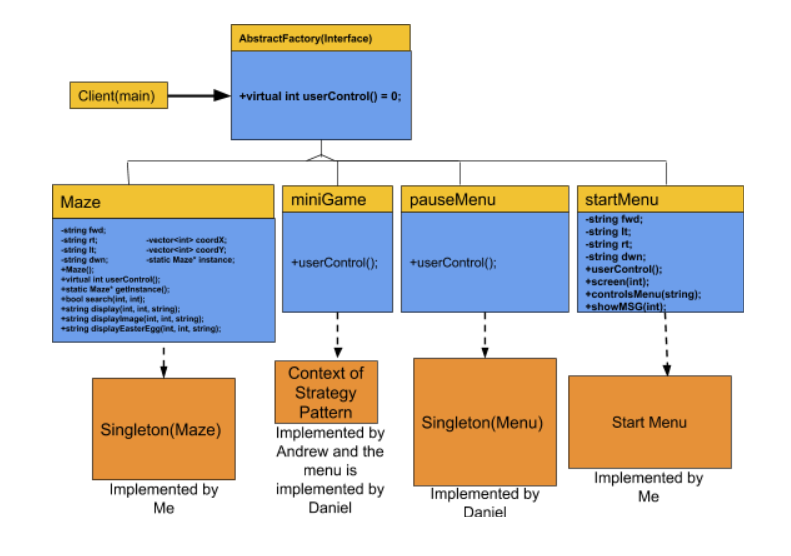 AbstractFactory(Interface)
Client(main)
+virtual int userControl() = 0;
Maze
-string fwd;
-string rt; -vector<int> coordX;
-string lt; -vector<int> coordY;
-string dwn; -static Maze* instance;
+Maze();
+virtual int userControl();
+static Maze* getInstance();
+bool search(int, int);
+string display(int, int, string);
+string displayImage(int, int, string);
+string displayEasterEgg(int, int, string);
miniGame
+userControl();
pauseMenu
+userControl();
startMenu
-string fwd;
-string lt;
-string rt;
-string dwn;
+userControl();
+screen(int);
+controlsMenu(string);
+showMSG(int);
Singleton(Maze)
Implemented by
Me
Context of
Strategy
Pattern
Implemented by
Andrew and the
menu is
implemented by
Daniel
Singleton(Menu)
Implemented by
Daniel
Start Menu
Implemented by
Me